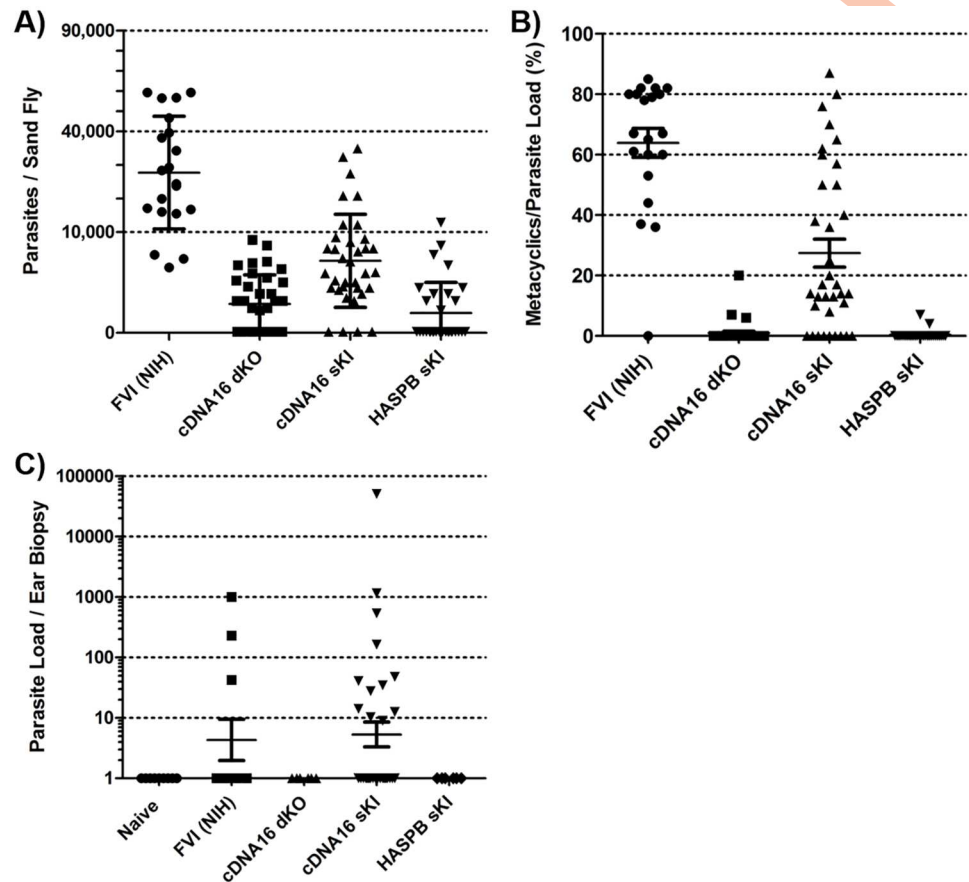 A)
Parasites / Sand Fly
90,000
40,000
10,000
0
FVI (NIH)
cDNA16 dKO
cDNA16 sKI
HASPB sKI
B)
Metacyclics/Parasite Load (%)
100
80
60
40
20
0
FVI (NIH)
cDNA16 dKO
cDNA16 sKI
HASPB sKI
C)
Parasite Load / Ear Biopsy
100000
10000
1000
100
10
1
Naive
FVI (NIH)
cDNA16 dKO
cDNA16 sKI
HASPB sKI